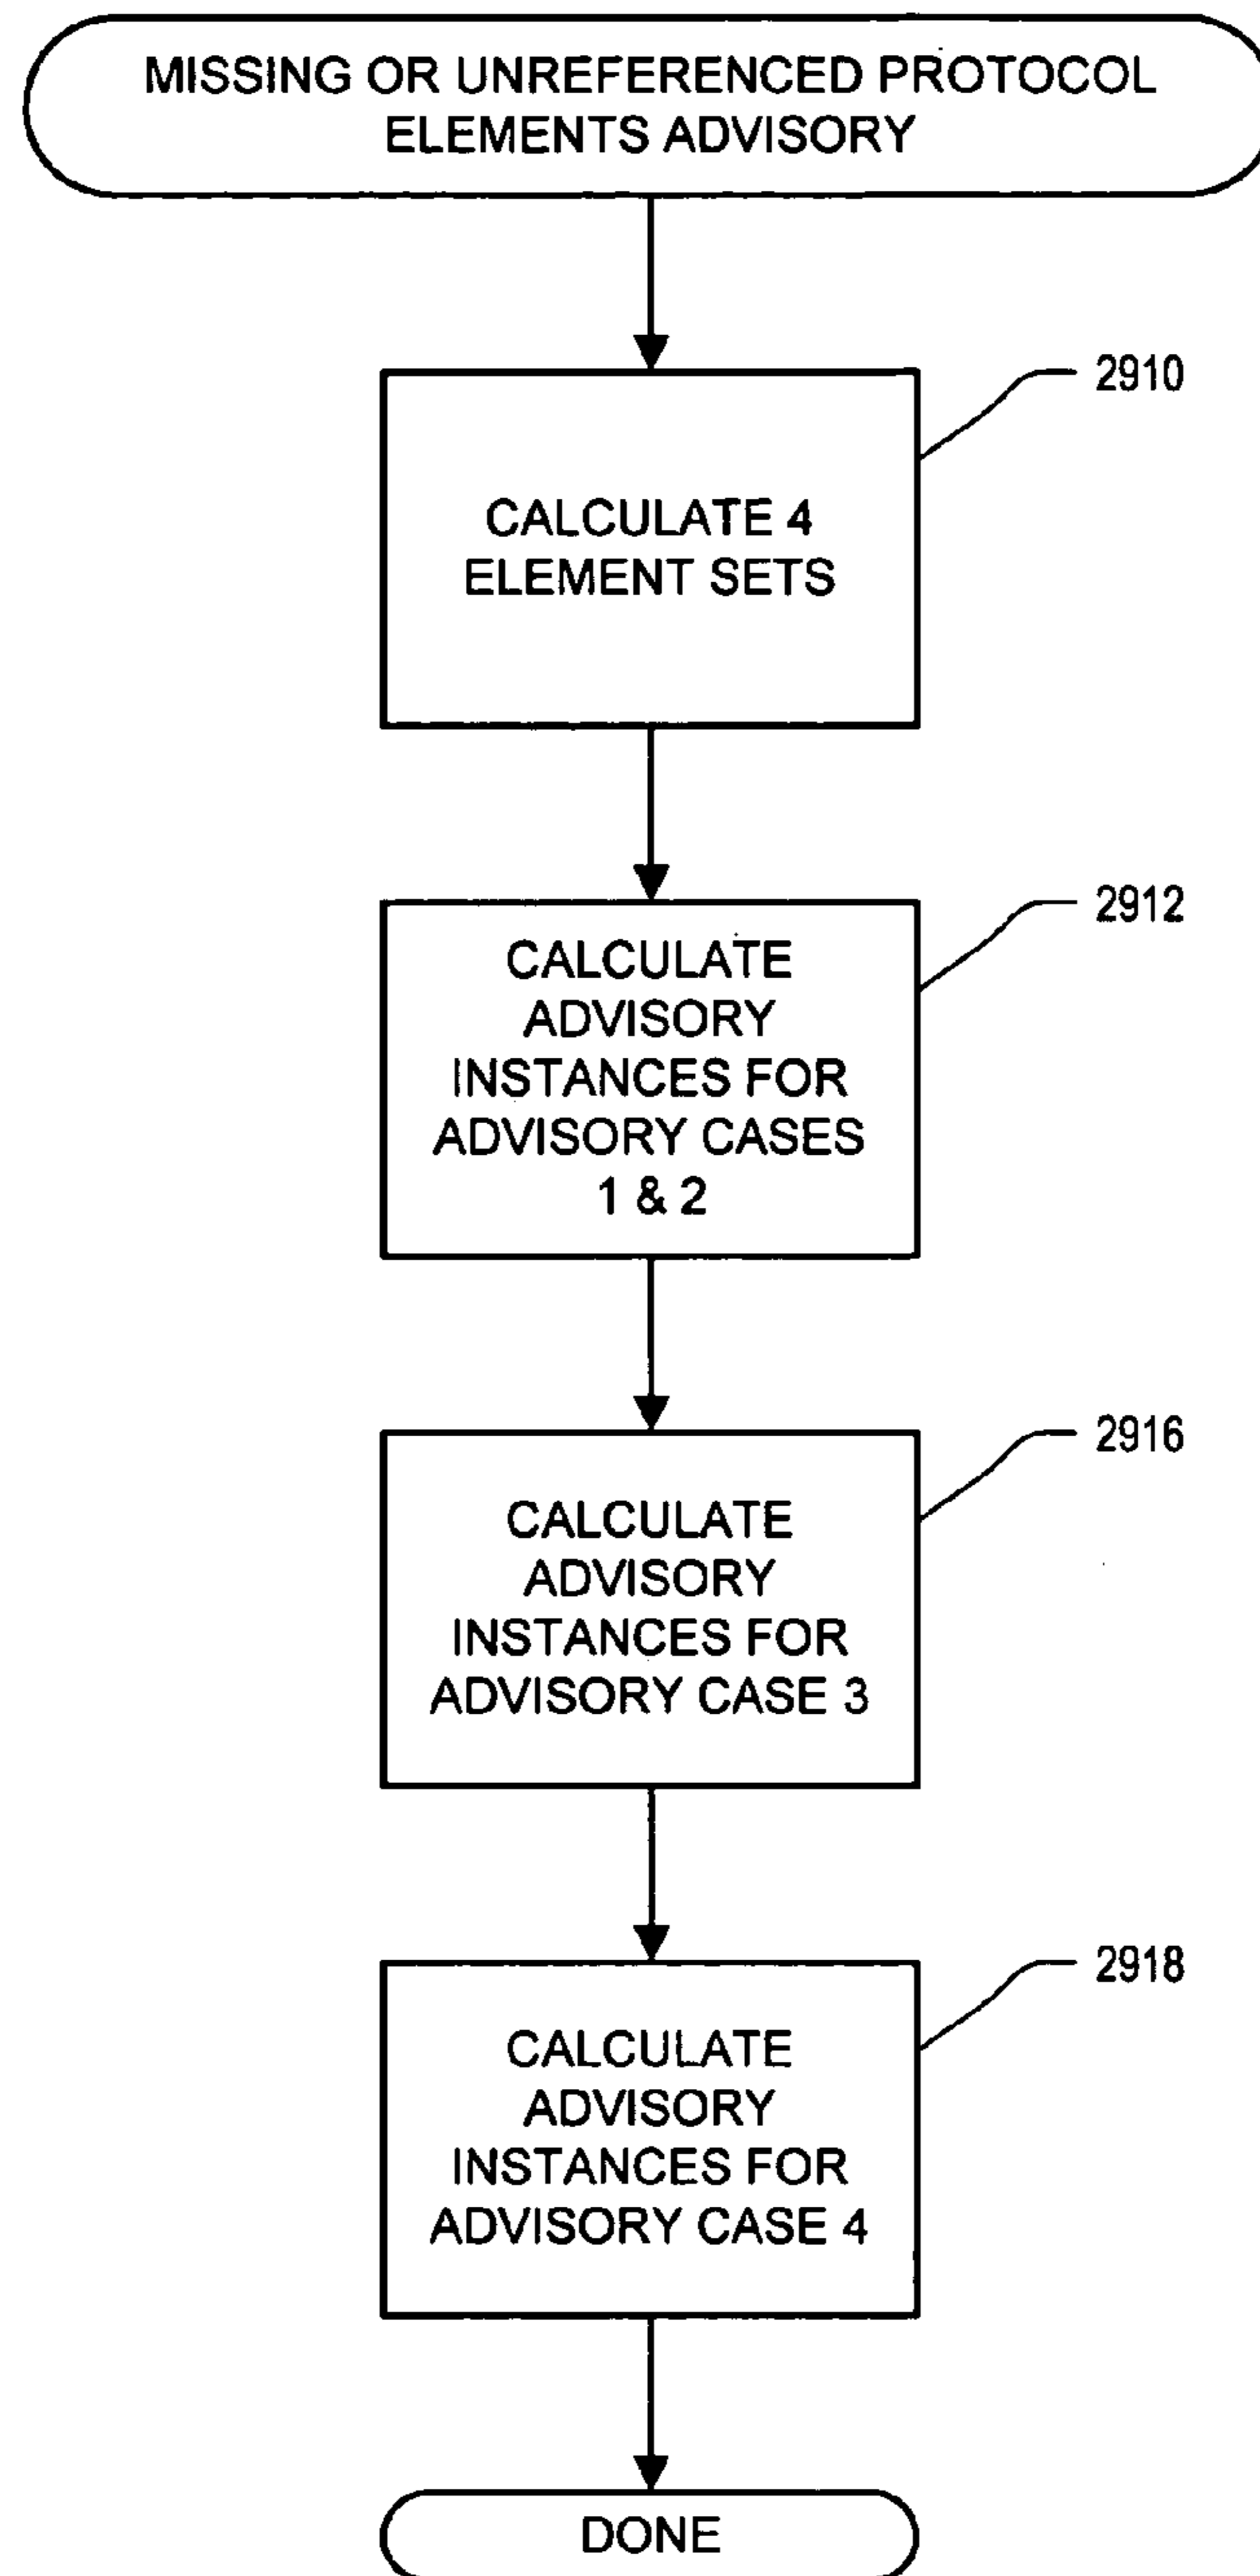 MISSING OR UNREFERENCED PROTOCOL
ELEMENTS ADVISORY
2910
CALCULATE 4
ELEMENT SETS
2912
CALCULATE
ADVISORY
INSTANCES FOR
ADVISORY CASES
1 & 2
2916
CALCULATE
ADVISORY
INSTANCES FOR
ADVISORY CASE 3
2918
CALCULATE
ADVISORY
INSTANCES FOR
ADVISORY CASE 4
DONE